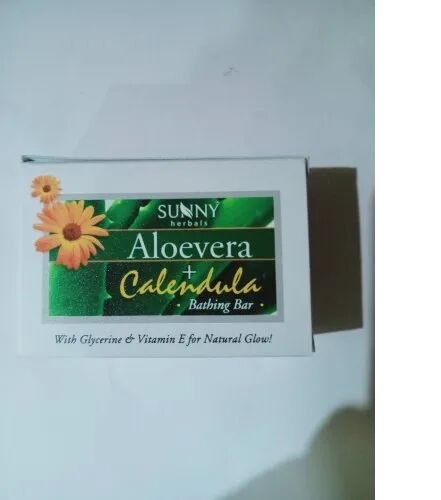 SUNNY
herbals
Aloevera
+
Calendula
• Bathing Bar •
With Glycerine & Vitamin E for Natural Glow!